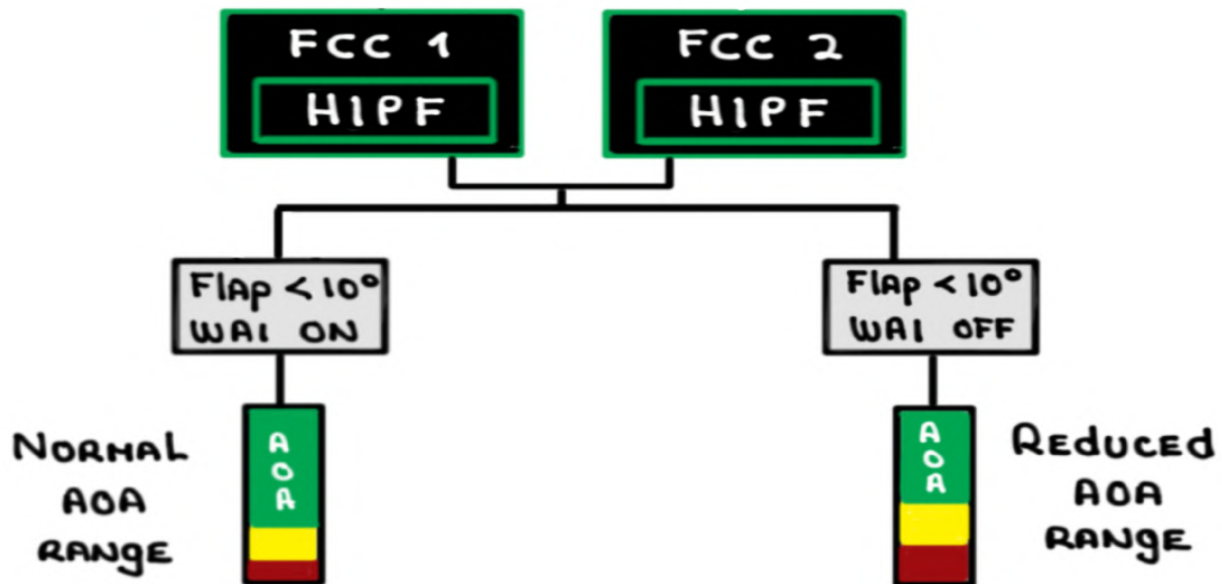 FCC 1
HIPF
FCC 2
HIPF
Flap < 10°
WAI ON
Flap < 10°
WAI OFF
NORMAL
AOA
RANGE
A
O
A
A
O
A
REDUCED
AOA
RANGE